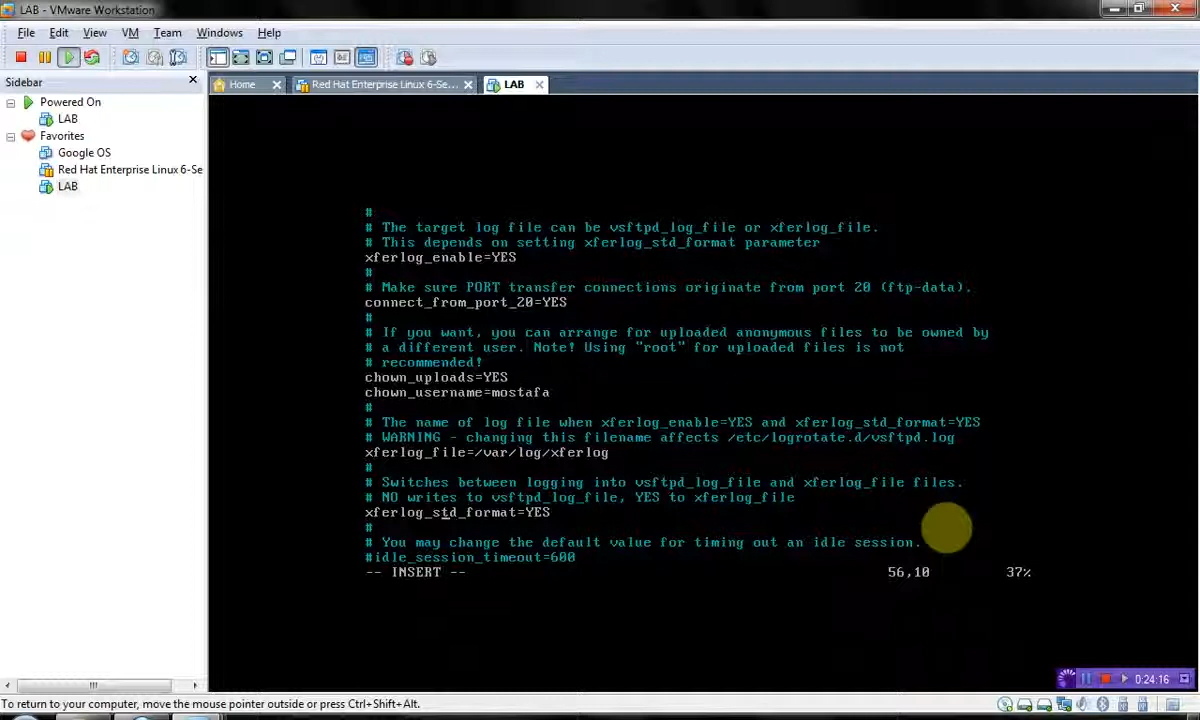 LAB - VMware Workstation
File Edit View VM Team Windows Help
Sidebar
Home
Red Hat Enterprise Linux 6-Se...
LAB
Powered On
LAB
Favorites
Google OS
Red Hat Enterprise Linux 6-Se
LAB
#
# The target log file can be vsftpd_log_file or xferlog_file.
# This depends on setting xferlog_std_format parameter
xferlog_enable=YES
#
# Make sure PORT transfer connections originate from port 20 (ftp-data).
connect_from_port_20=YES
#
# If you want, you can arrange for uploaded anonymous files to be owned by
# a different user. Note! Using "root" for uploaded files is not
# recommended!
chown_uploads=YES
chown_username=mostafa
#
# The name of log file when xferlog_enable=YES and xferlog_std_format=YES
# WARNING - changing this filename affects /etc/logrotate.d/vsftpd.log
xferlog_file=/var/log/xferlog
#
# Switches between logging into vsftpd_log_file and xferlog_file files.
# NO writes to vsftpd_log_file, YES to xferlog_file
xferlog_std_format=YES
#
# You may change the default value for timing out an idle session.
#idle_session_timeout=600
-- INSERT -- 56,10 37%
0:24:16
To return to your computer, move the mouse pointer outside or press Ctrl+Shift+Alt.